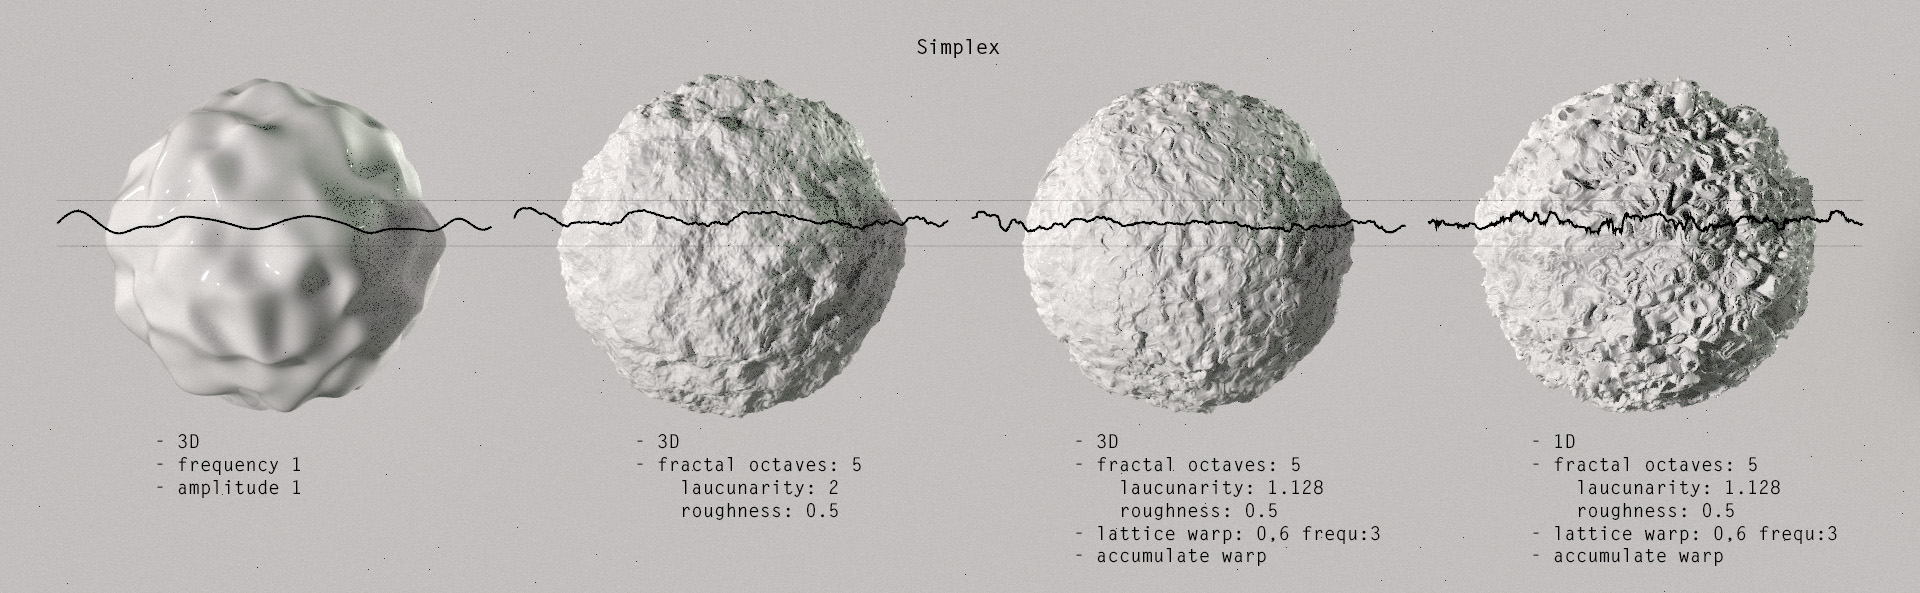 Simplex
- 3D
- frequency 1
- amplitude 1
- 3D
- fractal octaves: 5
laucunarity: 2
roughness: 0.5
- 3D
- fractal octaves: 5
laucunarity: 1.128
roughness: 0.5
- lattice warp: 0,6 frequ:3
- accumulate warp
- 1D
- fractal octaves: 5
laucunarity: 1.128
roughness: 0.5
- lattice warp: 0,6 frequ:3
- accumulate warp